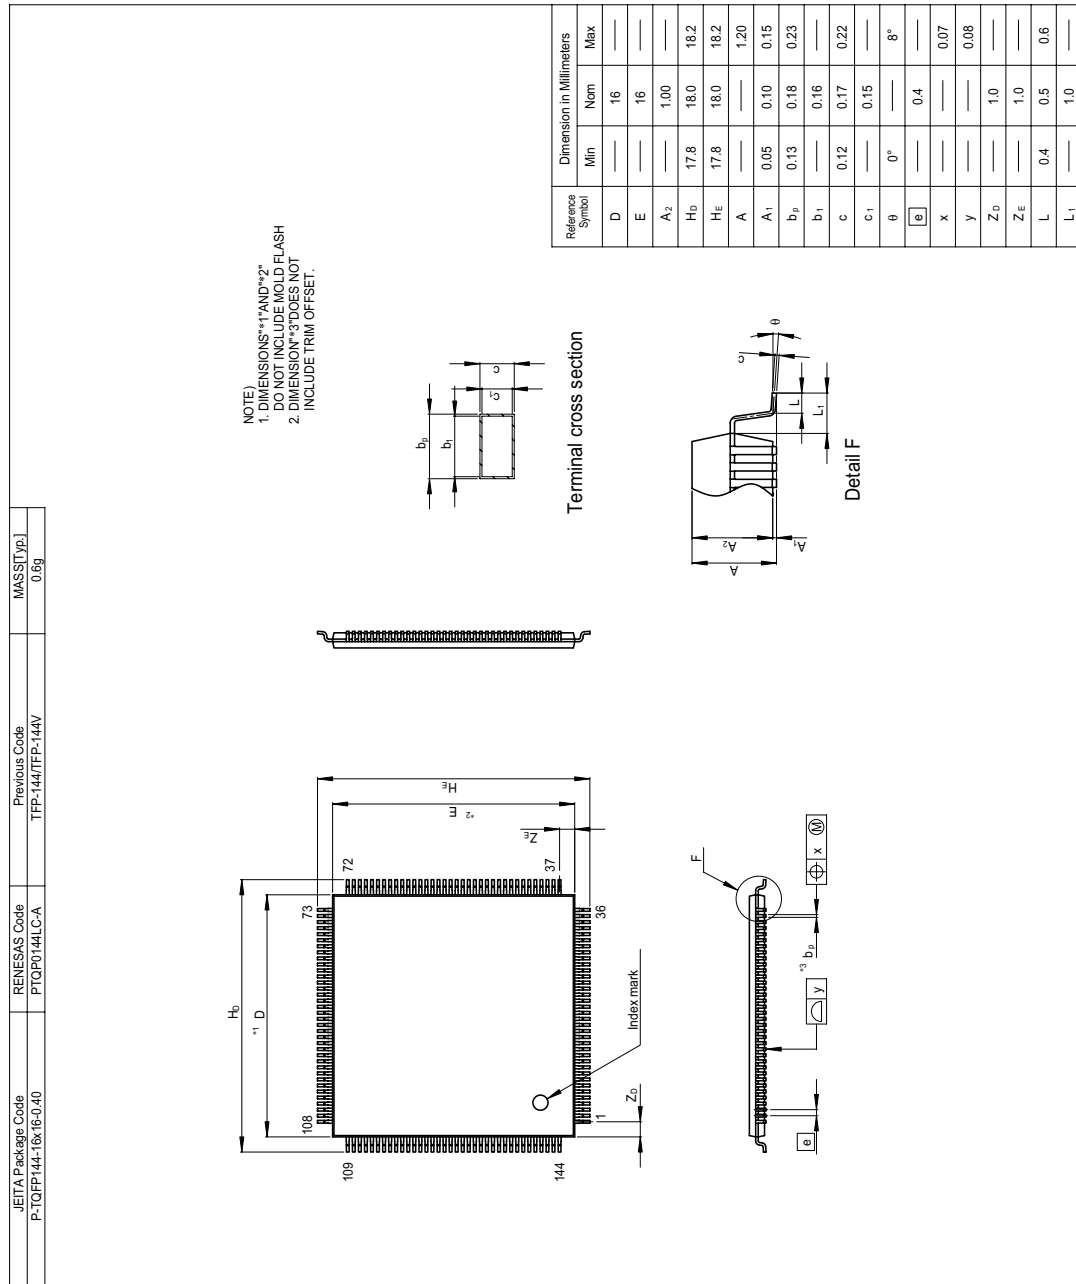 JEITA Package Code RENESAS Code Previous Code MASS[Typ.]
P-TQFP144-16x16-0.40 PTQP0144LC-A TFP-144/TFP-144V 0.6g
NOTE)
1. DIMENSIONS"*1"AND"*2"
DO NOT INCLUDE MOLD FLASH
2. DIMENSION"*3"DOES NOT
INCLUDE TRIM OFFSET.
HD
*1 D
108
73
109
72
144
37
1
36
ZD
Index mark
ZE
*2 E
HE
bp
b1
c1
c
Terminal cross section
F
e
y
*3 bp
x M
A
A2
A1
L
L1
c
θ
Detail F
Reference Symbol Dimension in Millimeters
Min Nom Max
D — 16 —
E — 16 —
A2 — 1.00 —
HD 17.8 18.0 18.2
HE 17.8 18.0 18.2
A — — 1.20
A1 0.05 0.10 0.15
bp 0.13 0.18 0.23
b1 — 0.16 —
c 0.12 0.17 0.22
c1 — 0.15 —
θ 0° — 8°
e — 0.4 —
x — — 0.07
y — — 0.08
ZD — 1.0 —
ZE — 1.0 —
L 0.4 0.5 0.6
L1 — 1.0 —